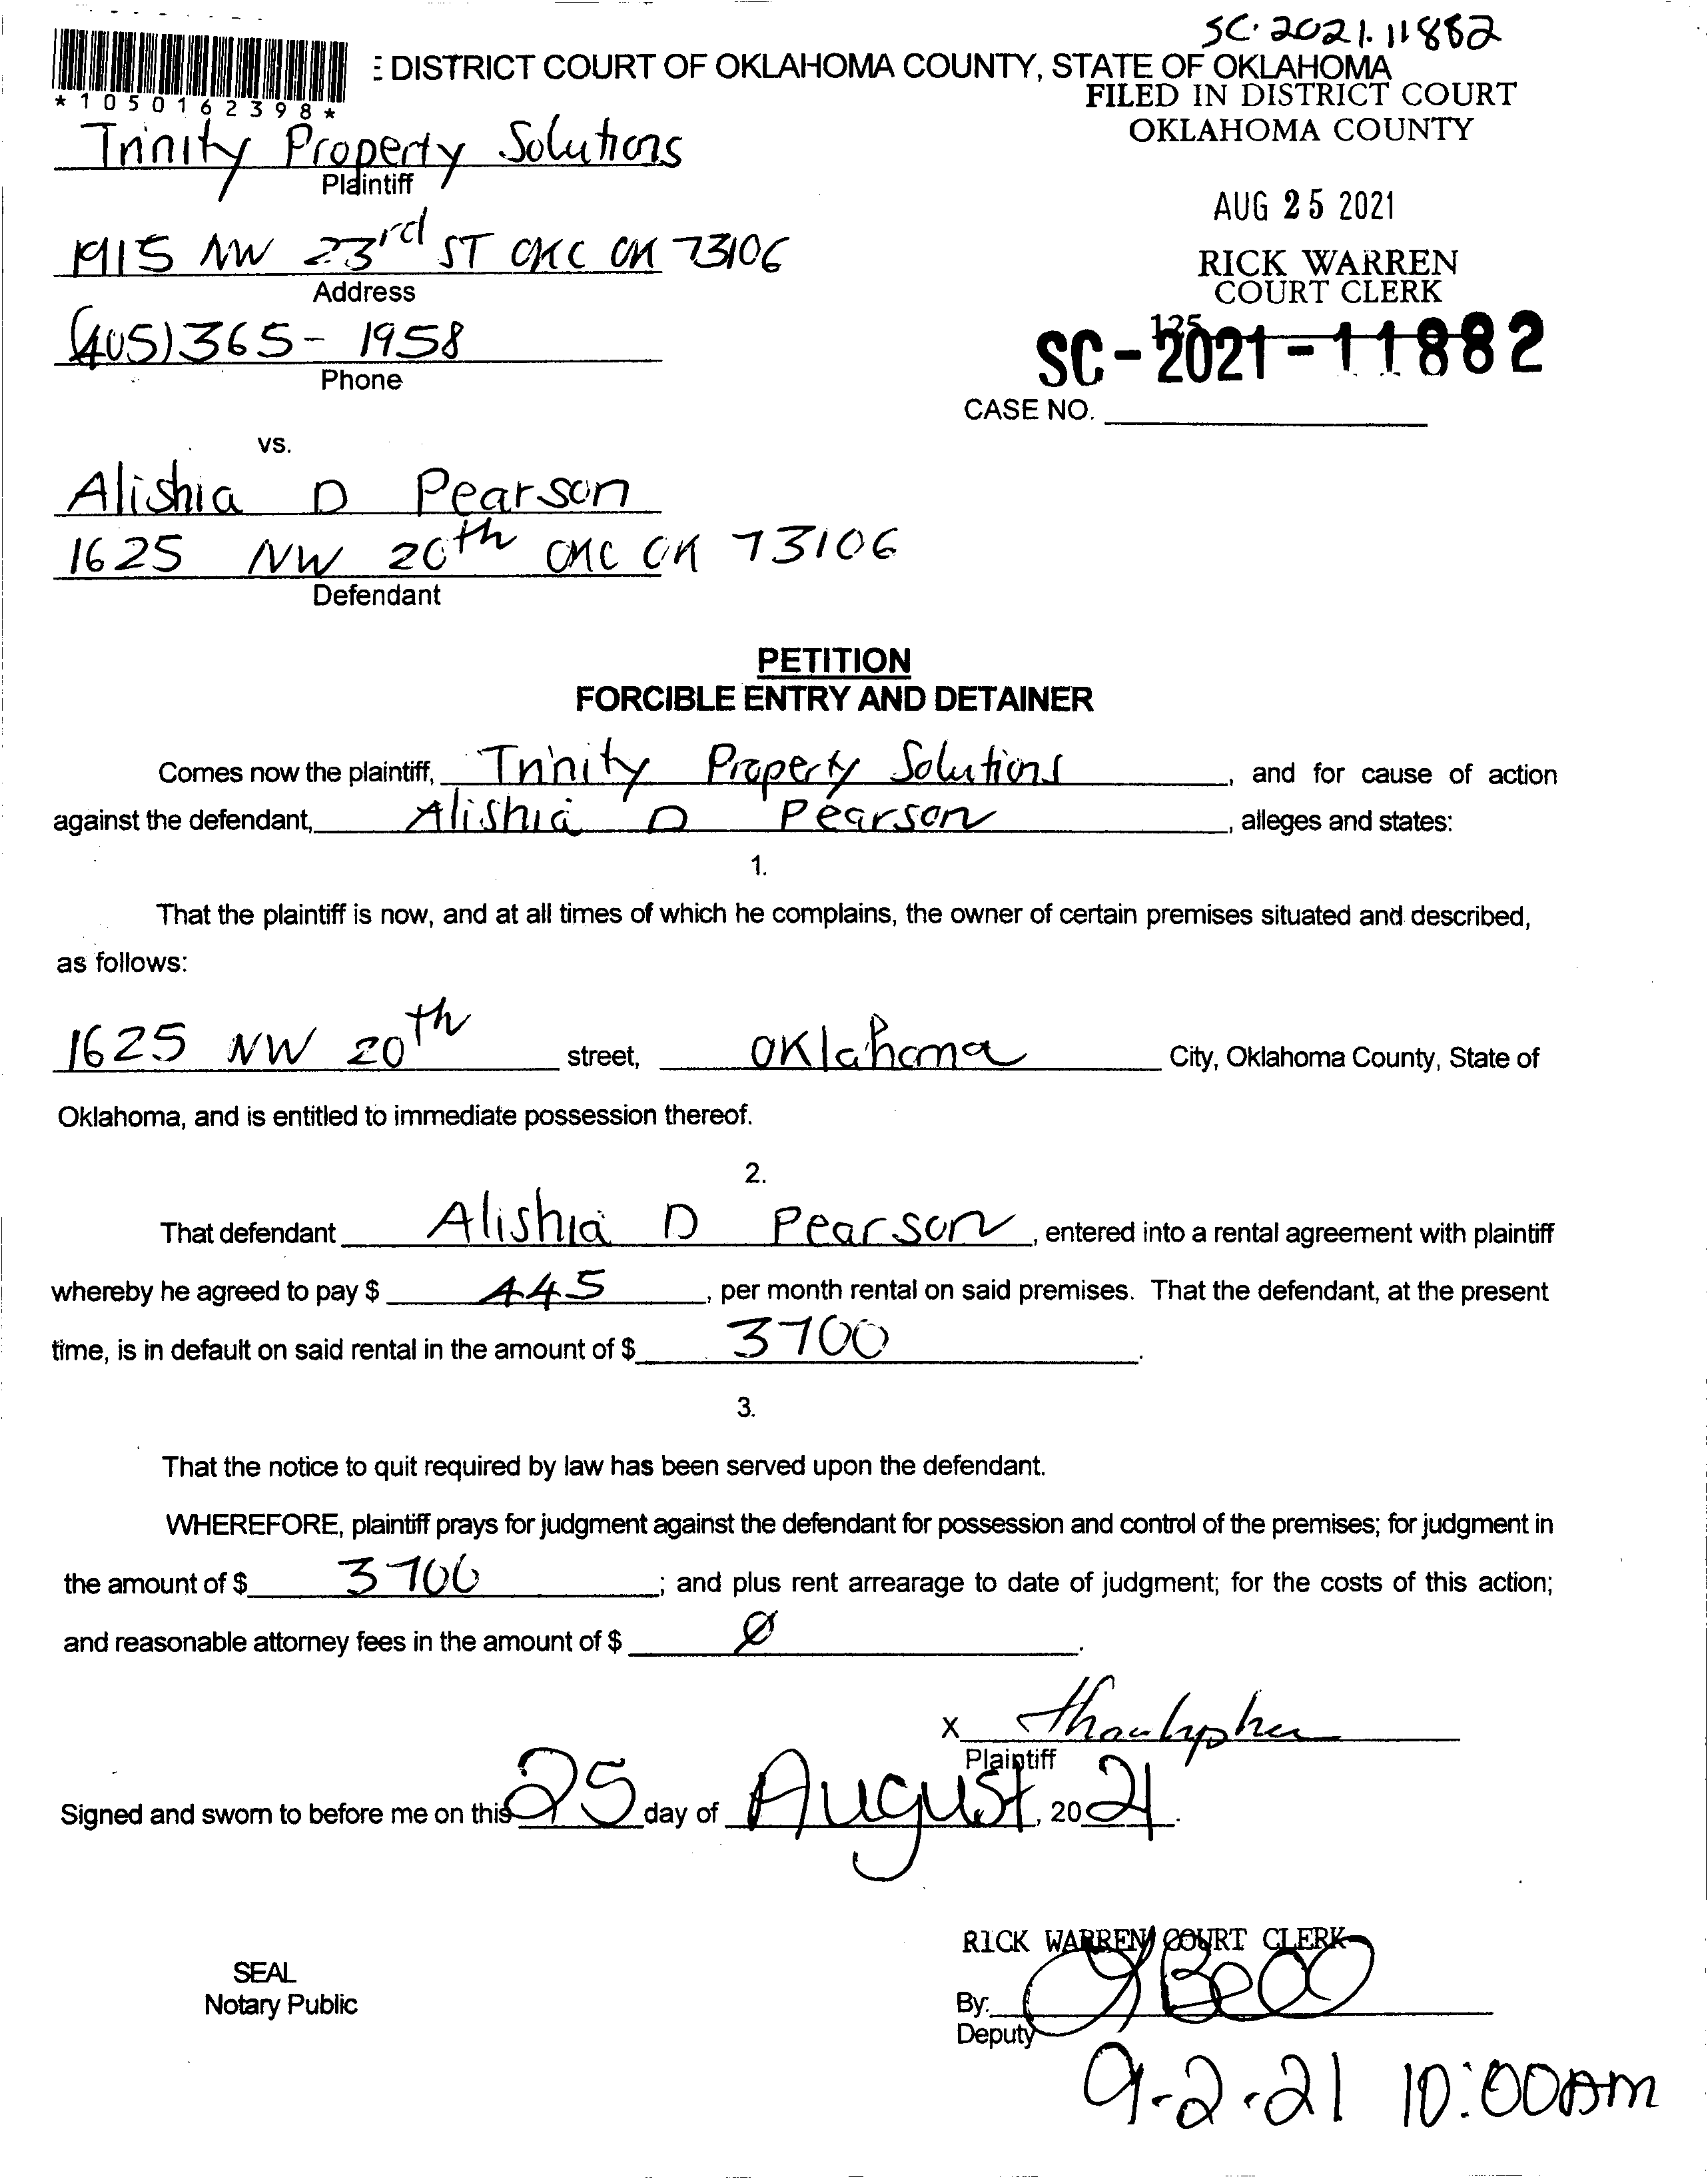 SC. 2021. 11882
: DISTRICT COURT OF OKLAHOMA COUNTY, STATE OF OKLAHOMA
*1050162398*
FILED IN DISTRICT COURT
OKLAHOMA COUNTY
Trinity Property Solutions
Plaintiff
AUG 25 2021
1915 NW 23rd ST OKC OK 73106
Address
RICK WARREN
COURT CLERK
(405) 365-1958
Phone
125
SC-2021-11882
CASE NO.
vs.
Alishia D Pearson
1625 NW 20th OKC OK 73106
Defendant
PETITION
FORCIBLE ENTRY AND DETAINER
Comes now the plaintiff, Trinity Property Solutions, and for cause of action
against the defendant, Alishia D Pearson, alleges and states:
1.
That the plaintiff is now, and at all times of which he complains, the owner of certain premises situated and described,
as follows:
1625 NW 20th street, Oklahoma City, Oklahoma County, State of
Oklahoma, and is entitled to immediate possession thereof.
2.
That defendant Alishia D Pearson, entered into a rental agreement with plaintiff
whereby he agreed to pay $ 445, per month rental on said premises. That the defendant, at the present
time, is in default on said rental in the amount of $ 3700.
3.
That the notice to quit required by law has been served upon the defendant.
WHEREFORE, plaintiff prays for judgment against the defendant for possession and control of the premises; for judgment in
the amount of $ 3700; and plus rent arrearage to date of judgment; for the costs of this action;
and reasonable attorney fees in the amount of $ Ø.
X
Plaintiff
Signed and sworn to before me on this 25 day of August, 2021.
RICK WARREN COURT CLERK
SEAL
Notary Public
By:
Deputy
9-2-21 10:00AM